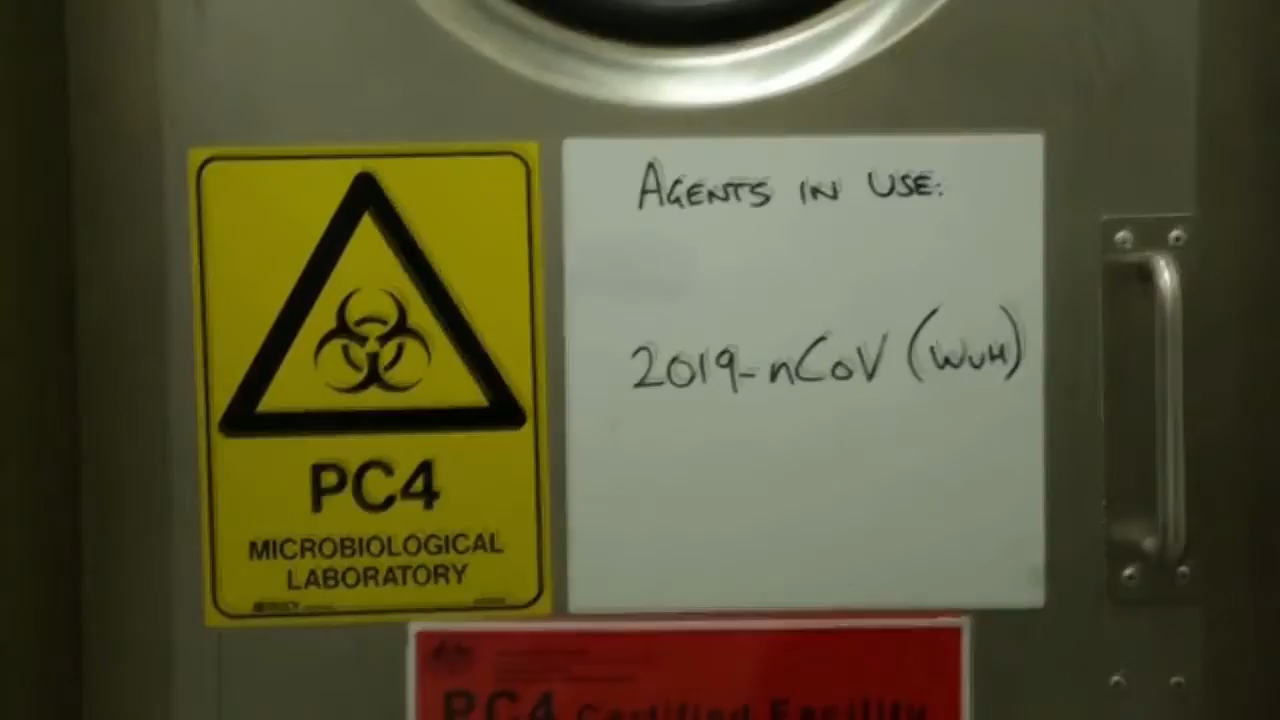 PC4
MICROBIOLOGICAL
LABORATORY
AGENTS IN USE:
2019-nCoV (WUH)
PC4 Certified Facility